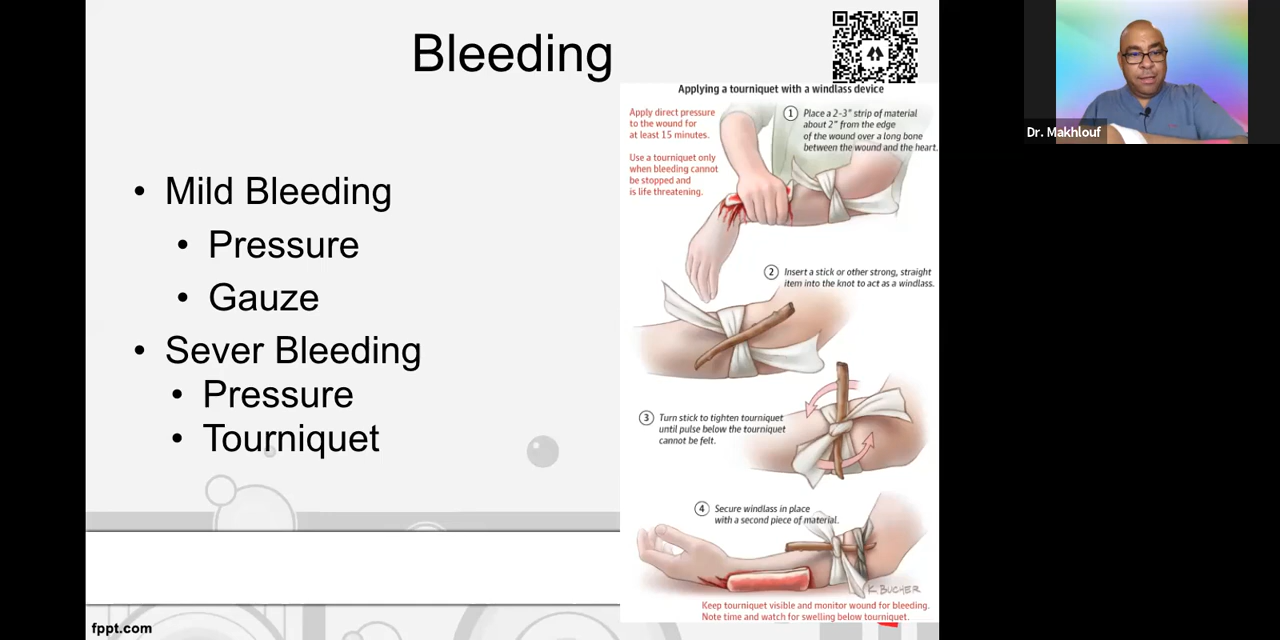 Bleeding
Mild Bleeding
Pressure
Gauze
Sever Bleeding
Pressure
Tourniquet
Applying a tourniquet with a windlass device
Apply direct pressure
to the wound for
at least 15 minutes.
Use a tourniquet only
when bleeding cannot
be stopped and
is life threatening.
1 Place a 2-3" strip of material
about 2" from the edge
of the wound over a long bone
between the wound and the heart.
2 Insert a stick or other strong, straight
item into the knot to act as a windlass.
3 Turn stick to tighten tourniquet
until pulse below the tourniquet
cannot be felt.
4 Secure windlass in place
with a second piece of material.
K. BUCHER
Keep tourniquet visible and monitor wound for bleeding.
Note time and watch for swelling below tourniquet.
fppt.com
Dr. Makhlouf